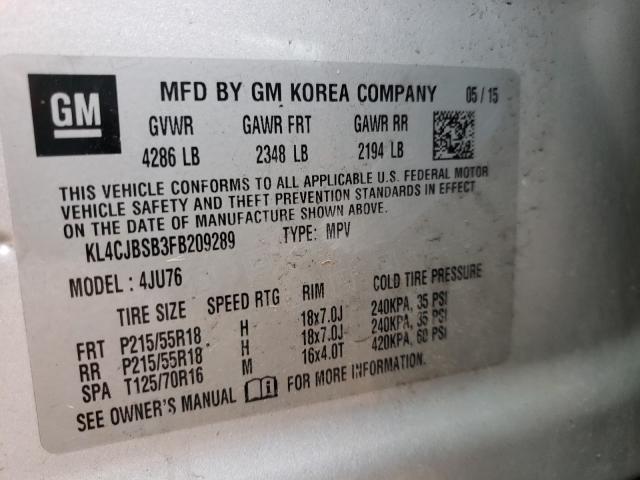 GM
MFD BY GM KOREA COMPANY 05 / 15
GVWR GAWR FRT GAWR RR
4286 LB 2348 LB 2194 LB
THIS VEHICLE CONFORMS TO ALL APPLICABLE U.S. FEDERAL MOTOR
VEHICLE SAFETY AND THEFT PREVENTION STANDARDS IN EFFECT
ON THE DATE OF MANUFACTURE SHOWN ABOVE.
KL4CJBSB3FB209289 TYPE: MPV
MODEL : 4JU76
TIRE SIZE SPEED RTG RIM COLD TIRE PRESSURE
FRT P215/55R18 H 18x7.0J 240KPA, 35 PSI
RR P215/55R18 H 18x7.0J 240KPA, 35 PSI
SPA T125/70R16 M 16x4.0T 420KPA, 60 PSI
SEE OWNER'S MANUAL FOR MORE INFORMATION.